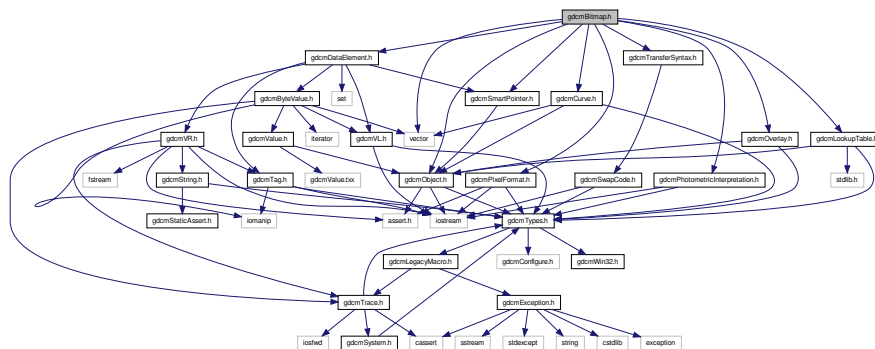 gdcmBitmap.h
gdcmDataElement.h
gdcmTransferSyntax.h
gdcmByteValue.h
set
gdcmSmartPointer.h
gdcmCurve.h
gdcmVR.h
gdcmValue.h
iterator
gdcmVL.h
vector
gdcmOverlay.h
gdcmLookupTable.h
fstream
gdcmString.h
gdcmTag.h
gdcmValue.txx
gdcmObject.h
gdcmPixelFormat.h
gdcmSwapCode.h
gdcmPhotometricInterpretation.h
stdlib.h
gdcmStaticAssert.h
iomanip
assert.h
iostream
gdcmTypes.h
gdcmLegacyMacro.h
gdcmConfigure.h
gdcmWin32.h
gdcmTrace.h
gdcmException.h
iosfwd
gdcmSystem.h
cassert
sstream
stdexcept
string
cstdlib
exception